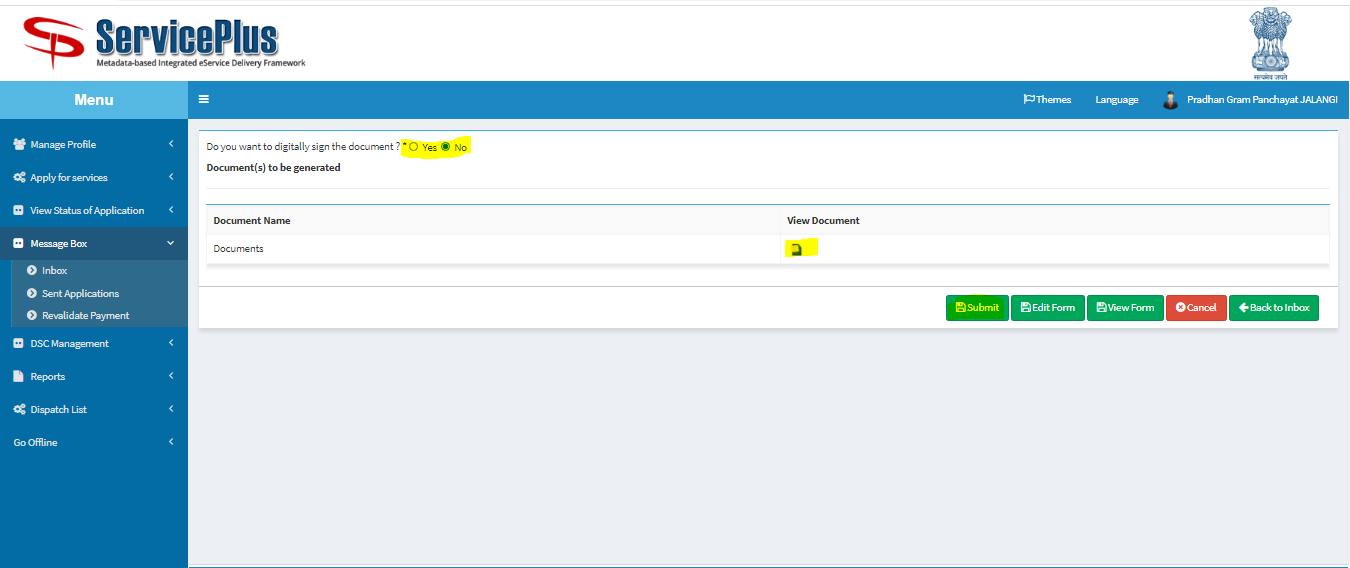 ServicePlus
Metadata-based Integrated eService Delivery Framework
सत्यमेव जयते
Menu
Themes Language Pradhan Gram Panchayat JALANGI
Manage Profile
Apply for services
View Status of Application
Message Box
Inbox
Sent Applications
Revalidate Payment
DSC Management
Reports
Dispatch List
Go Offline
Do you want to digitally sign the document ? * Yes No
Document(s) to be generated
Document Name View Document
Documents
Submit Edit Form View Form Cancel Back to Inbox